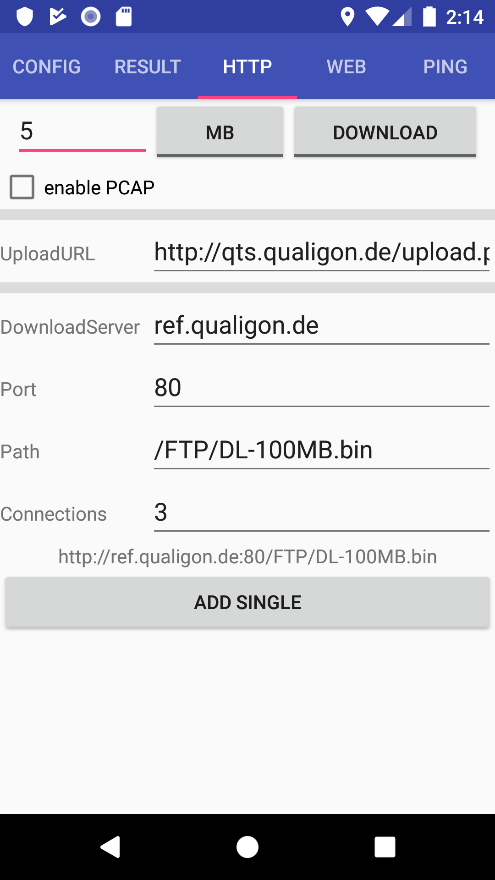 2:14
CONFIG RESULT HTTP WEB PING
5 MB DOWNLOAD
enable PCAP
UploadURL http://qts.qualigon.de/upload.p
DownloadServer ref.qualigon.de
Port 80
Path /FTP/DL-100MB.bin
Connections 3
http://ref.qualigon.de:80/FTP/DL-100MB.bin
ADD SINGLE